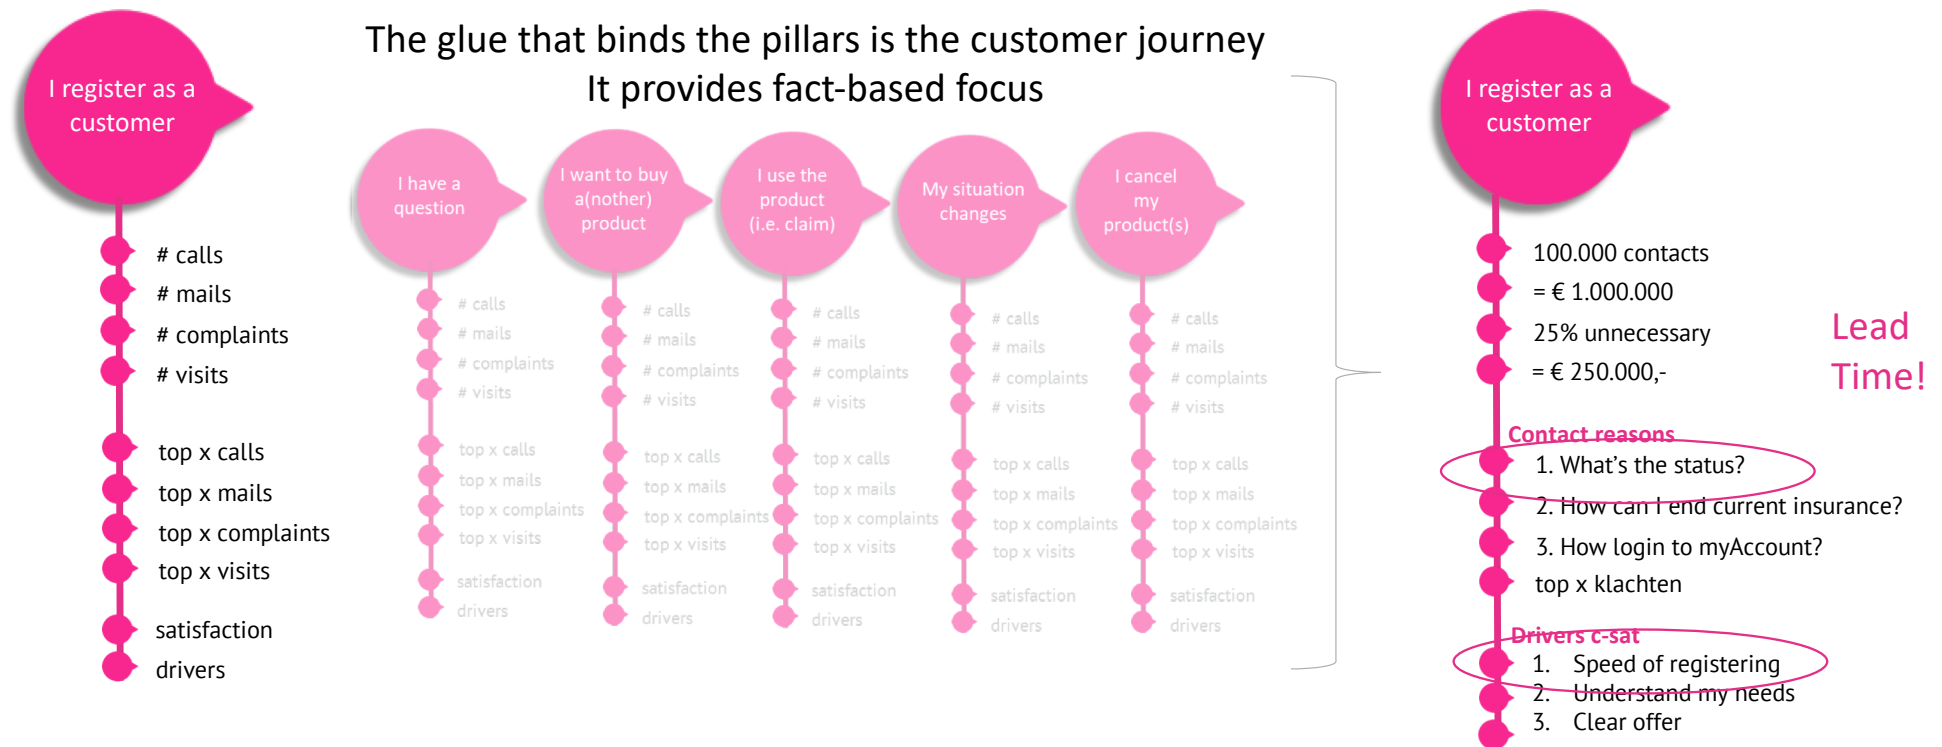 The glue that binds the pillars is the customer journey
It provides fact-based focus
I register as a
customer
# calls
# mails
# complaints
# visits
top x calls
top x mails
top x complaints
top x visits
satisfaction
drivers
I have a
question
# calls
# mails
# complaints
# visits
top x calls
top x mails
top x complaints
top x visits
satisfaction
drivers
I want to buy
a(nother)
product
# calls
# mails
# complaints
# visits
top x calls
top x mails
top x complaints
top x visits
satisfaction
drivers
I use the
product
(i.e. claim)
# calls
# mails
# complaints
# visits
top x calls
top x mails
top x complaints
top x visits
satisfaction
drivers
My situation
changes
# calls
# mails
# complaints
# visits
top x calls
top x mails
top x complaints
top x visits
satisfaction
drivers
I cancel
my
product(s)
# calls
# mails
# complaints
# visits
top x calls
top x mails
top x complaints
top x visits
satisfaction
drivers
I register as a
customer
100.000 contacts
= € 1.000.000
25% unnecessary
= € 250.000,-
Lead
Time!
Contact reasons
1. What's the status?
2. How can I end current insurance?
3. How login to myAccount?
top x klachten
Drivers c-sat
1. Speed of registering
2. Understand my needs
3. Clear offer